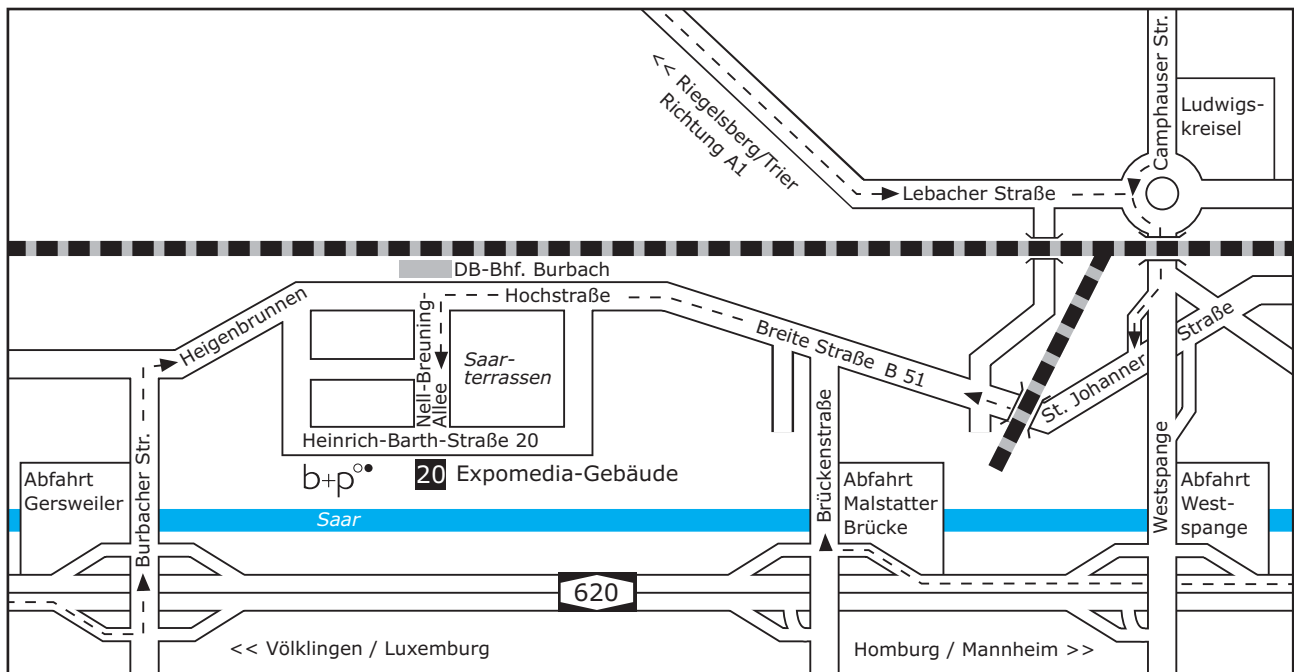 << Riegelsberg/Trier
Richtung A1
Camphauser Str.
Ludwigs-
kreisel
Lebacher Straße
DB-Bhf. Burbach
Hochstraße
Heigenbrunnen
Nell-Breuning-
Allee
Saar-
terrassen
Breite Straße B 51
St. Johanner Straße
Heinrich-Barth-Straße 20
b+p
20 Expomedia-Gebäude
Abfahrt
Gersweiler
Burbacher Str.
Saar
Brückenstraße
Abfahrt
Malstatter
Brücke
Westspange
Abfahrt
West-
spange
620
<< Völklingen / Luxemburg
Homburg / Mannheim >>